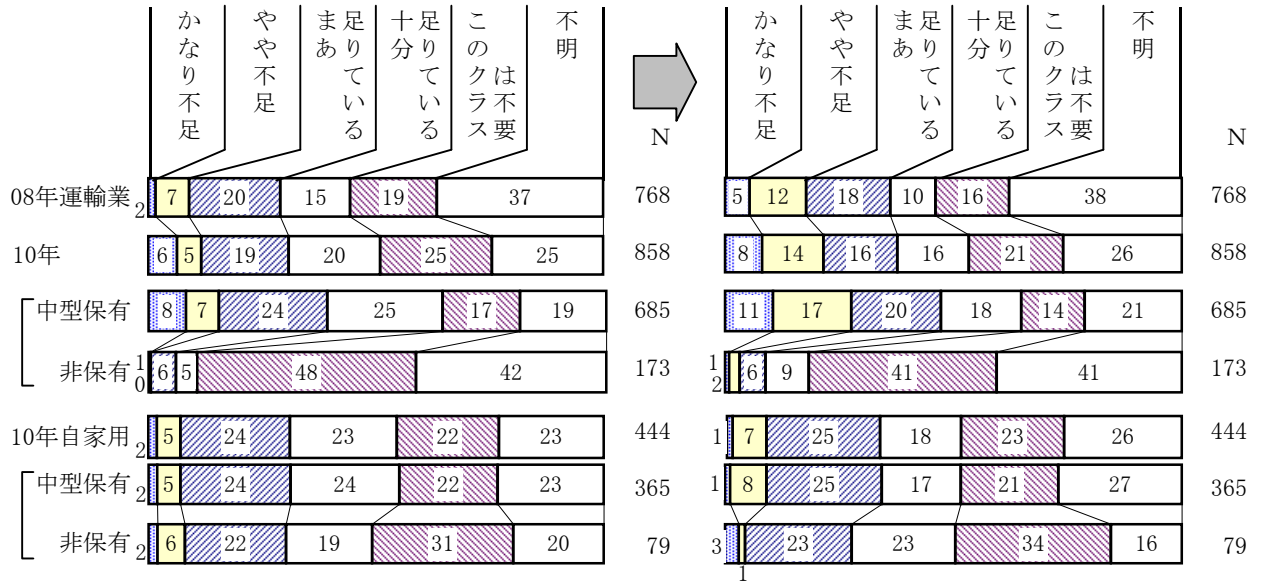 かなり不足
やや不足
まあ足りている
十分足りている
このクラスは不要
不明
N
かなり不足
やや不足
まあ足りている
十分足りている
このクラスは不要
不明
N
08年運輸業 2 7 20 15 19 37 768 5 12 18 10 16 38 768
10年 6 5 19 20 25 25 858 8 14 16 16 21 26 858
中型保有 8 7 24 25 17 19 685 11 17 20 18 14 21 685
非保有 1 0 6 5 48 42 173 1 2 6 9 41 41 173
10年自家用 2 5 24 23 22 23 444 1 7 25 18 23 26 444
中型保有 2 5 24 24 22 23 365 1 8 25 17 21 27 365
非保有 2 6 22 19 31 20 79 3 1 23 23 34 16 79